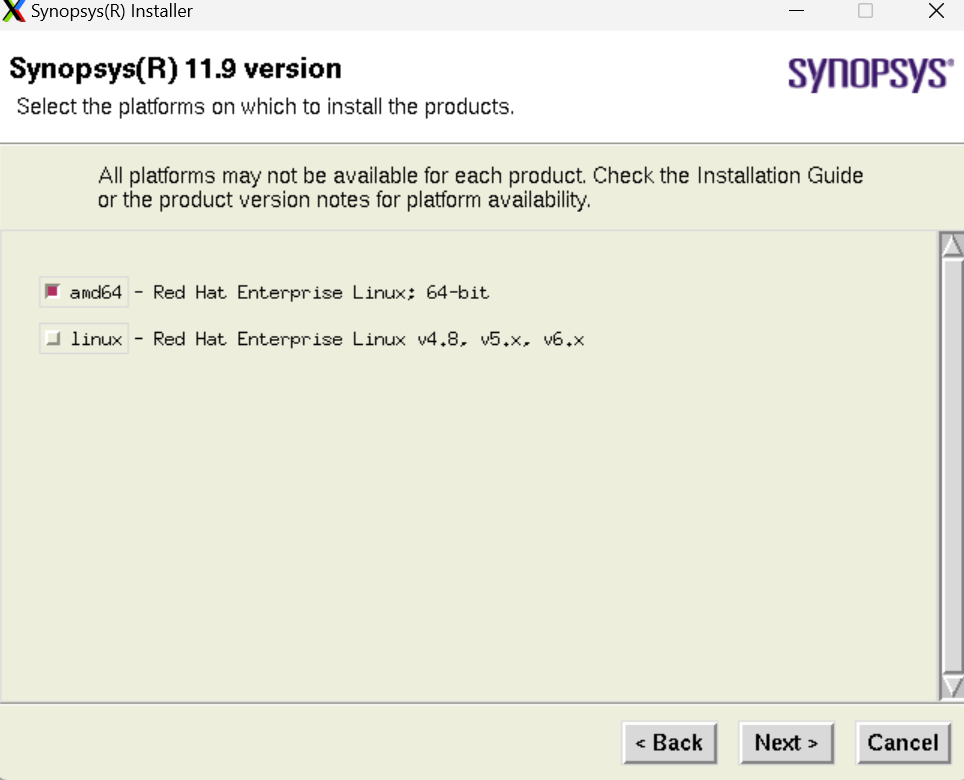 Synopsys(R) Installer
Synopsys(R) 11.9 version
SYNOPSYS®
Select the platforms on which to install the products.
All platforms may not be available for each product. Check the Installation Guide
or the product version notes for platform availability.
amd64 - Red Hat Enterprise Linux; 64-bit
linux - Red Hat Enterprise Linux v4.8, v5.x, v6.x
< Back Next > Cancel